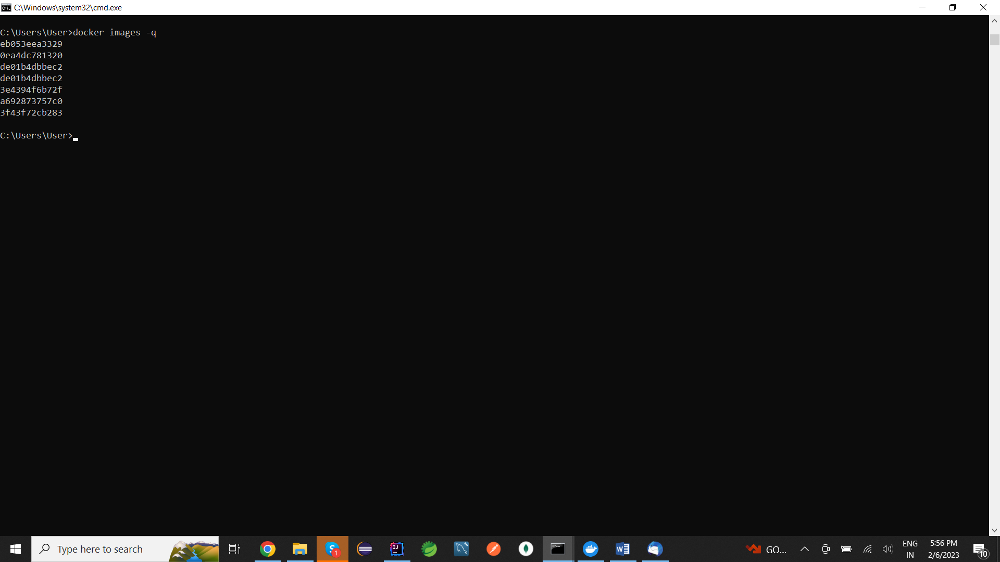 C:\Windows\system32\cmd.exe
C:\Users\User>docker images -q
eb053eea3329
0ea4dc781320
de01b4dbbec2
de01b4dbbec2
3e4394f6b72f
a692873757c0
3f43f72cb283
C:\Users\User>
Type here to search
GO...
ENG
IN
5:56 PM
2/6/2023
10